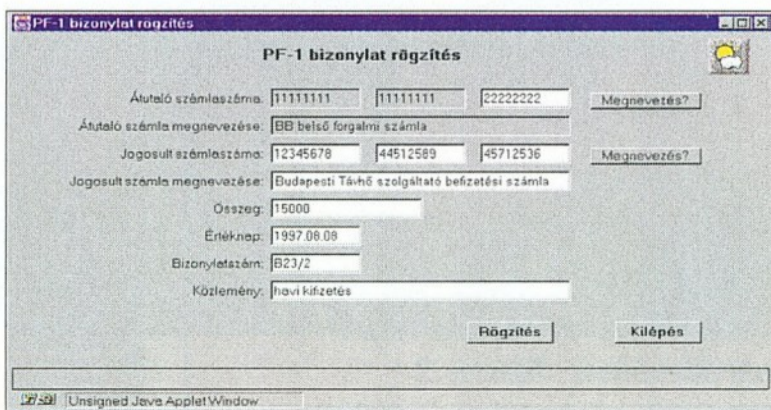 PF-1 bizonylat rögzítés
PF-1 bizonylat rögzítés
Átutaló számlaszáma: 11111111 11111111 22222222 Megnevezés?
Átutaló számla megnevezése: BB belső forgalmi számla
Jogosult számlaszáma: 12345678 44512589 45712536 Megnevezés?
Jogosult számla megnevezése: Budapesti Távhő szolgáltató befizetési számla
Összeg: 15000
Értéknap: 1997.08.08
Bizonylatszám: B23/2
Közlemény: havi kifizetés
Rögzítés Kilépés
Unsigned Java Applet Window